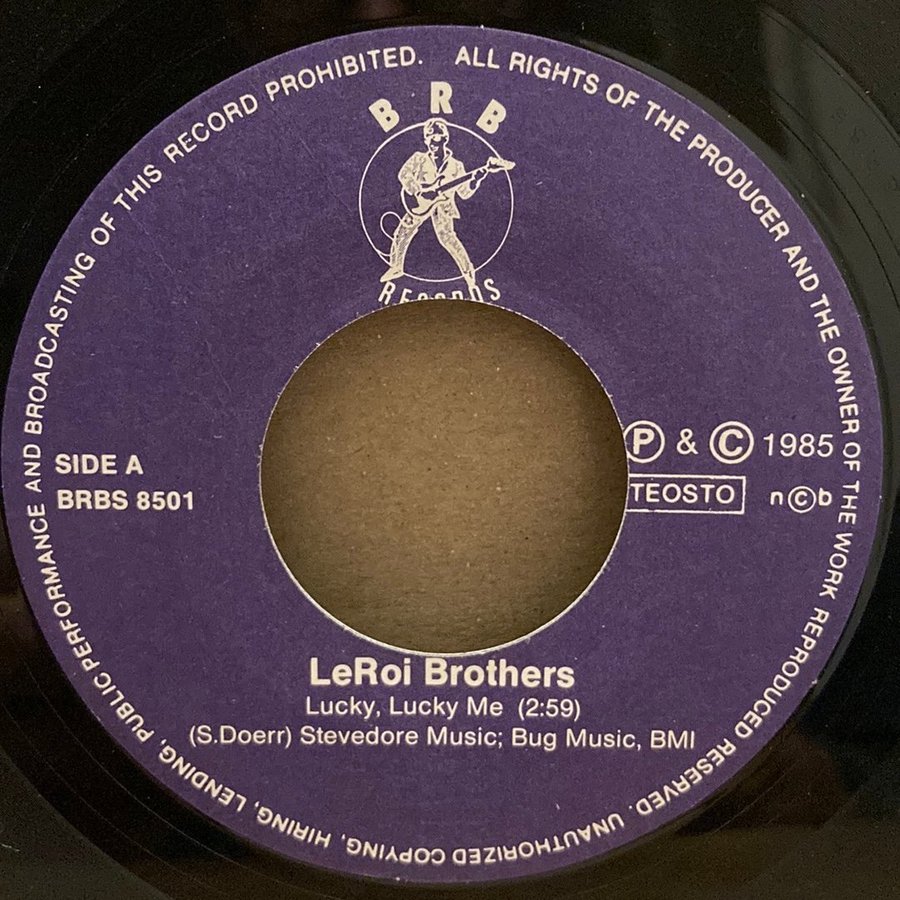 ALL RIGHTS OF THE PRODUCER AND THE OWNER OF THE WORK REPRODUCED RESERVED. UNAUTHORIZED COPYING, HIRING, LENDING, PUBLIC PERFORMANCE AND BROADCASTING OF THIS RECORD PROHIBITED.
BRB
RECORDS
SIDE A
BRBS 8501
Ⓟ & Ⓒ 1985
TEOSTO n©b
LeRoi Brothers
Lucky, Lucky Me (2:59)
(S.Doerr) Stevedore Music; Bug Music, BMI